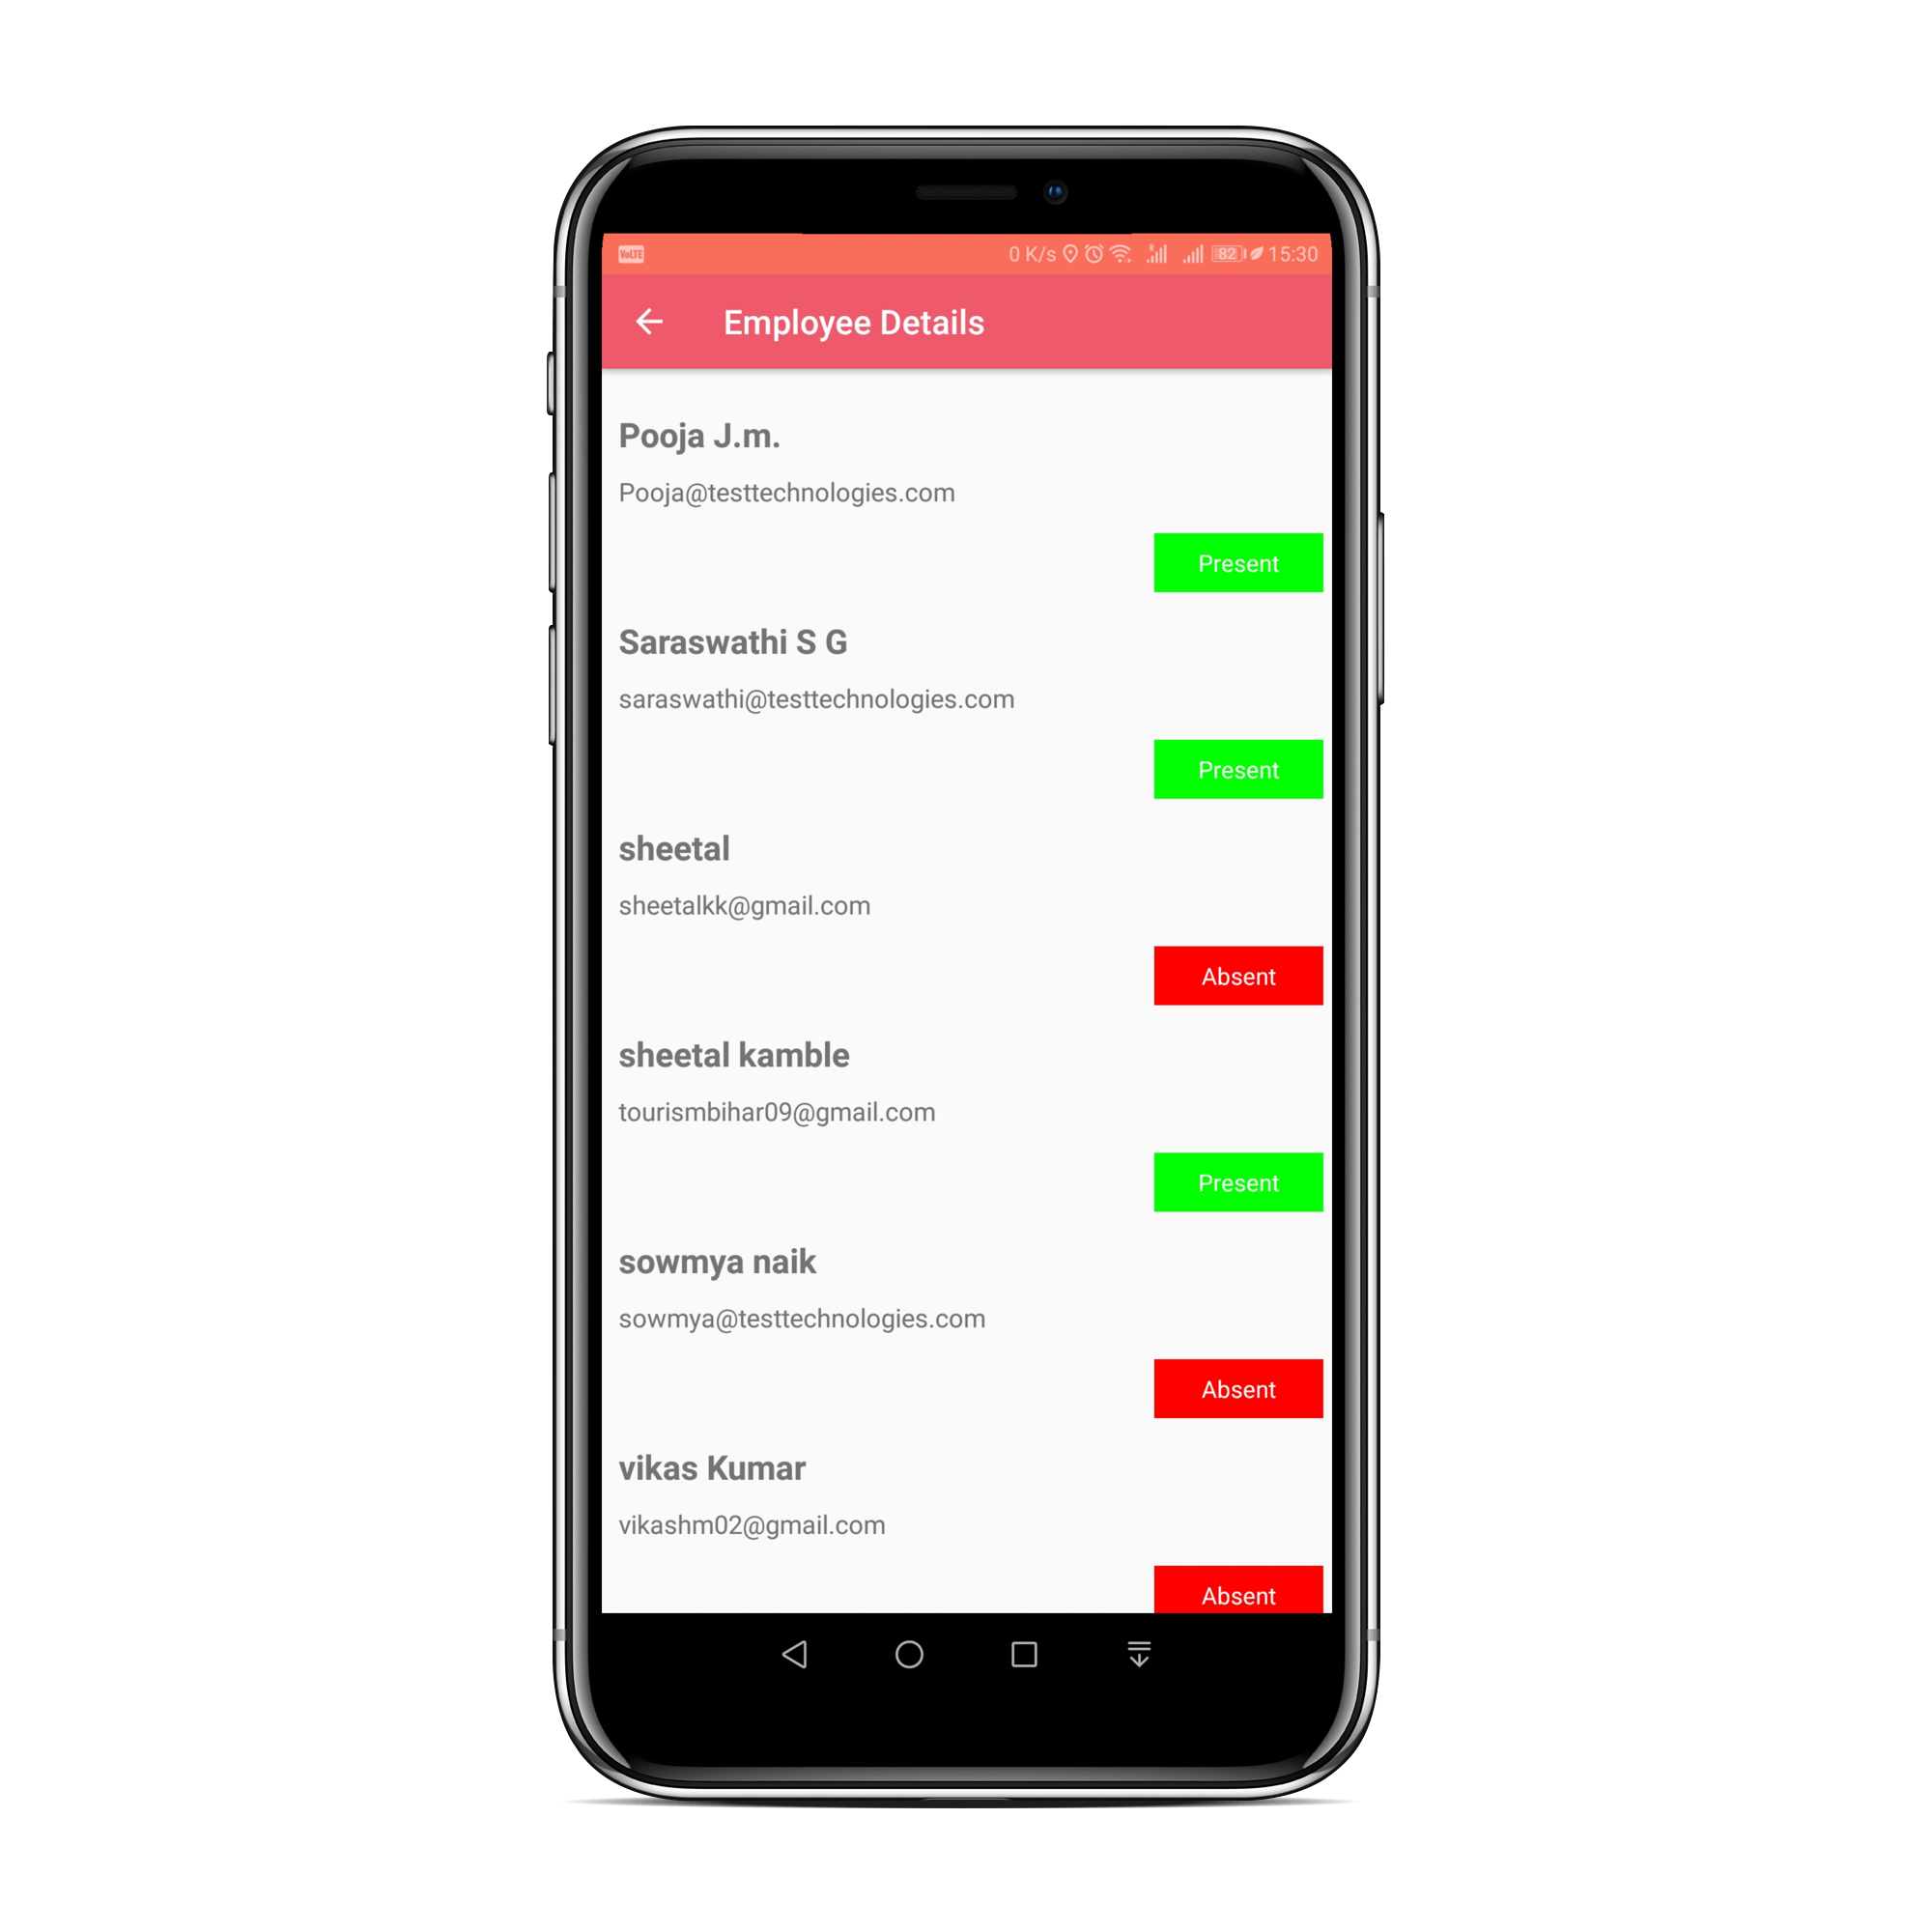 VoLTE 0 K/s R 82 15:30
Employee Details
Pooja J.m.
Pooja@testtechnologies.com
Present
Saraswathi S G
saraswathi@testtechnologies.com
Present
sheetal
sheetalkk@gmail.com
Absent
sheetal kamble
tourismbihar09@gmail.com
Present
sowmya naik
sowmya@testtechnologies.com
Absent
vikas Kumar
vikashm02@gmail.com
Absent